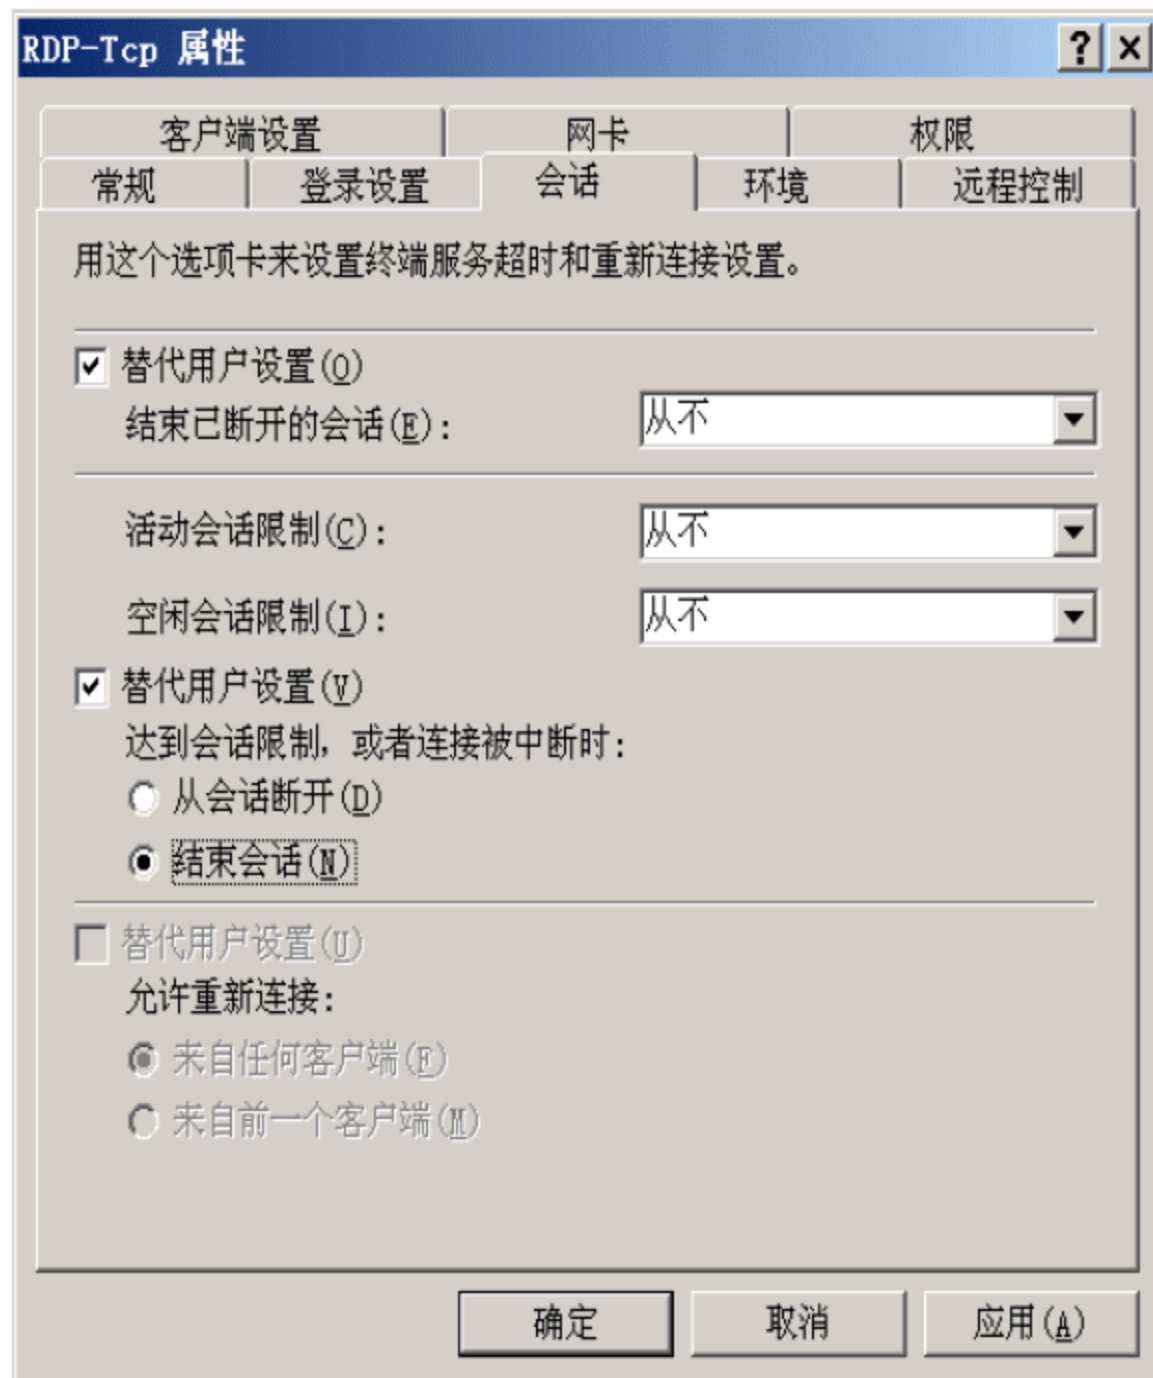 RDP-Tcp 属性
客户端设置 网卡 权限
常规 登录设置 会话 环境 远程控制
用这个选项卡来设置终端服务超时和重新连接设置。
替代用户设置(O)
结束已断开的会话(E): 从不
活动会话限制(C): 从不
空闲会话限制(I): 从不
替代用户设置(V)
达到会话限制，或者连接被中断时:
从会话断开(D)
结束会话(N)
替代用户设置(U)
允许重新连接:
来自任何客户端(F)
来自前一个客户端(M)
确定 取消 应用(A)